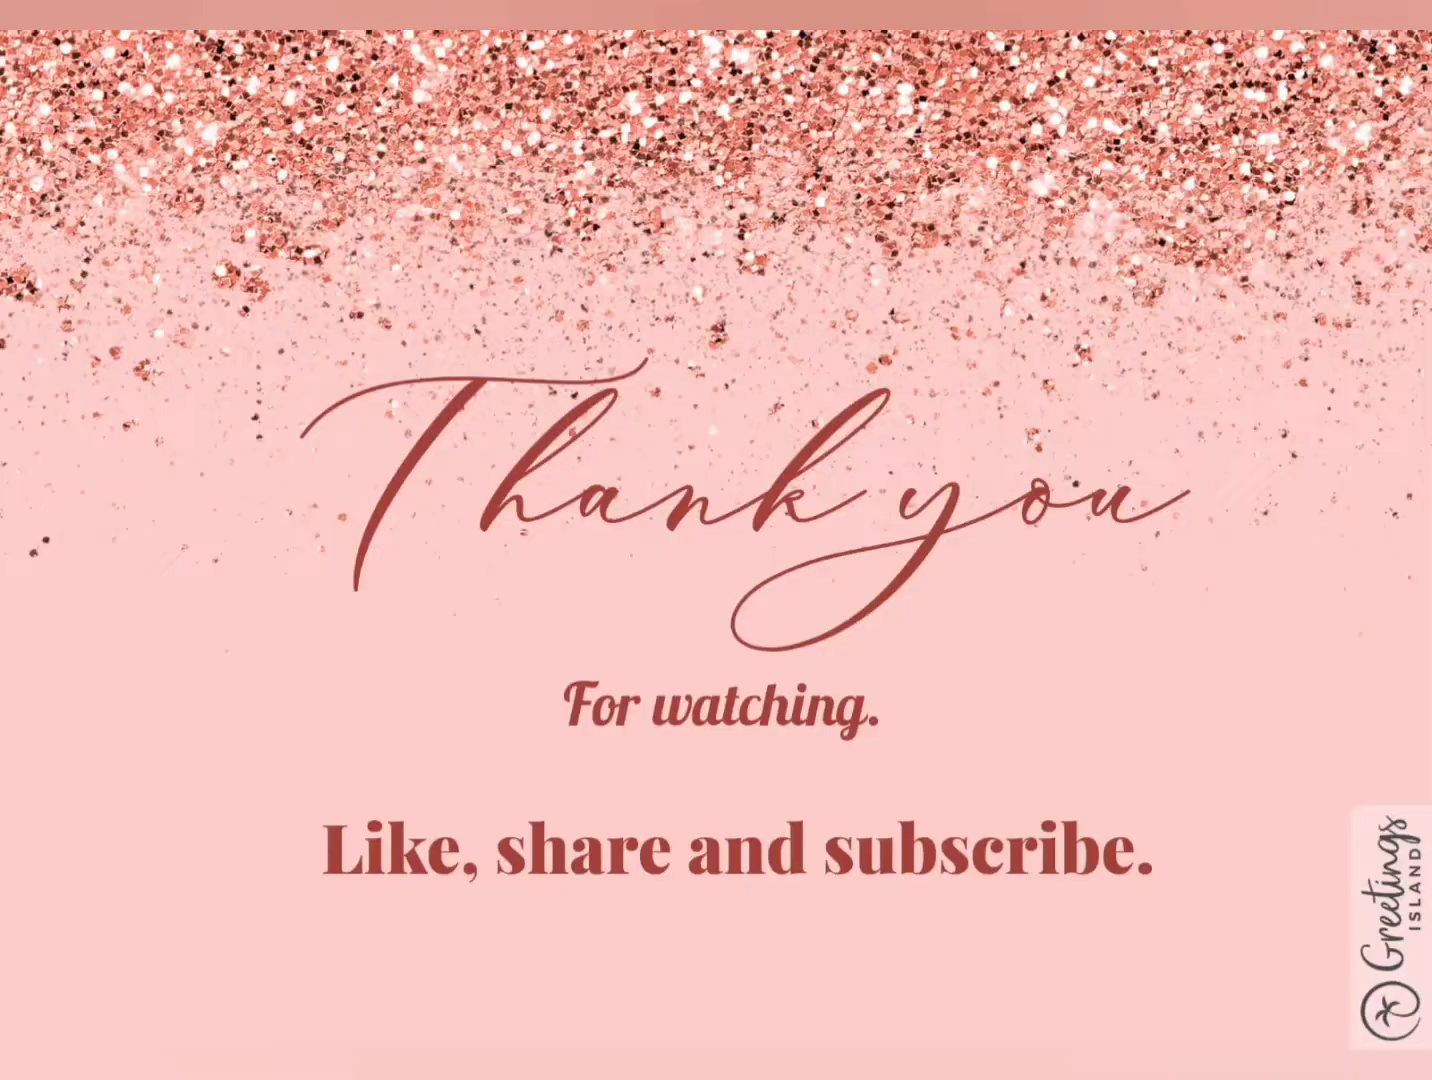 Thank you
For watching.
Like, share and subscribe.
Greetings
ISLAND